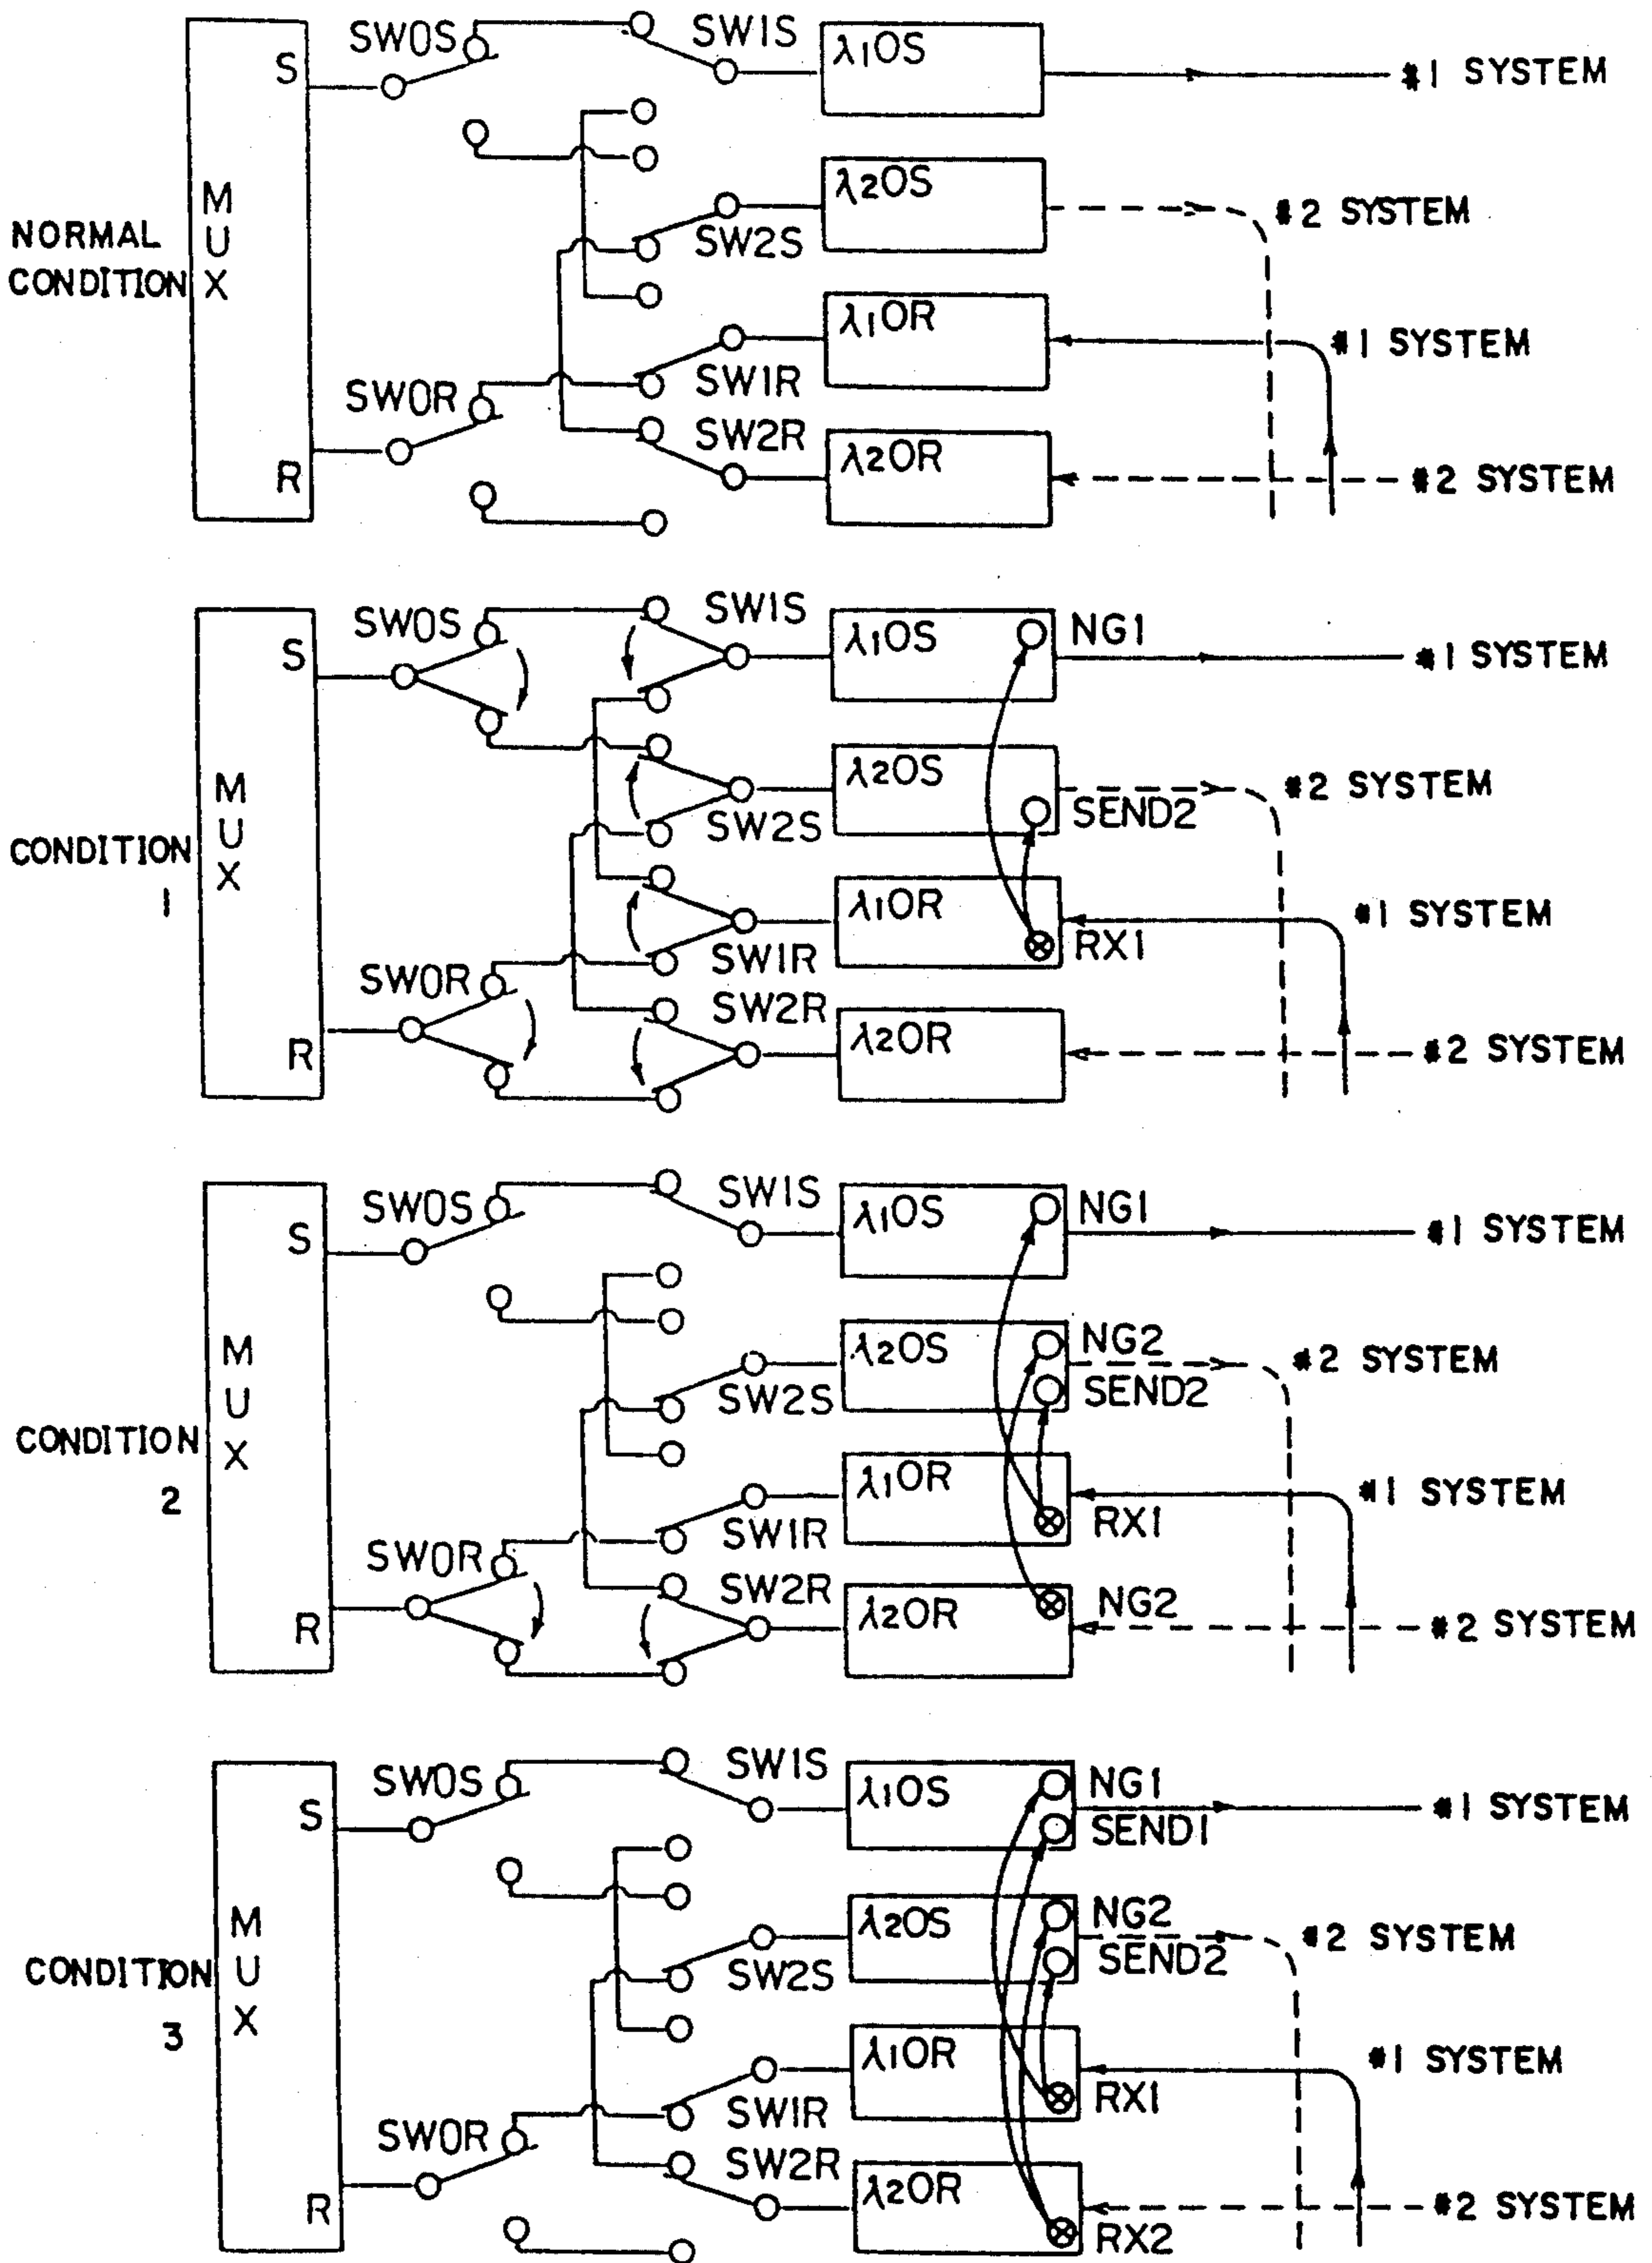 NORMAL
CONDITION
MUX
S
R
SW0S
SW1S
λ1OS
#1 SYSTEM
SW2S
λ2OS
#2 SYSTEM
SW1R
λ1OR
#1 SYSTEM
SW0R
SW2R
λ2OR
#2 SYSTEM
CONDITION
1
MUX
S
R
SW0S
SW1S
λ1OS
NG1
#1 SYSTEM
SW2S
λ2OS
SEND2
#2 SYSTEM
SW1R
λ1OR
RX1
#1 SYSTEM
SW0R
SW2R
λ2OR
#2 SYSTEM
CONDITION
2
MUX
S
R
SW0S
SW1S
λ1OS
NG1
#1 SYSTEM
SW2S
λ2OS
NG2
SEND2
#2 SYSTEM
SW1R
λ1OR
RX1
#1 SYSTEM
SW0R
SW2R
λ2OR
NG2
#2 SYSTEM
CONDITION
3
MUX
S
R
SW0S
SW1S
λ1OS
NG1
SEND1
#1 SYSTEM
SW2S
λ2OS
NG2
SEND2
#2 SYSTEM
SW1R
λ1OR
RX1
#1 SYSTEM
SW0R
SW2R
λ2OR
RX2
#2 SYSTEM